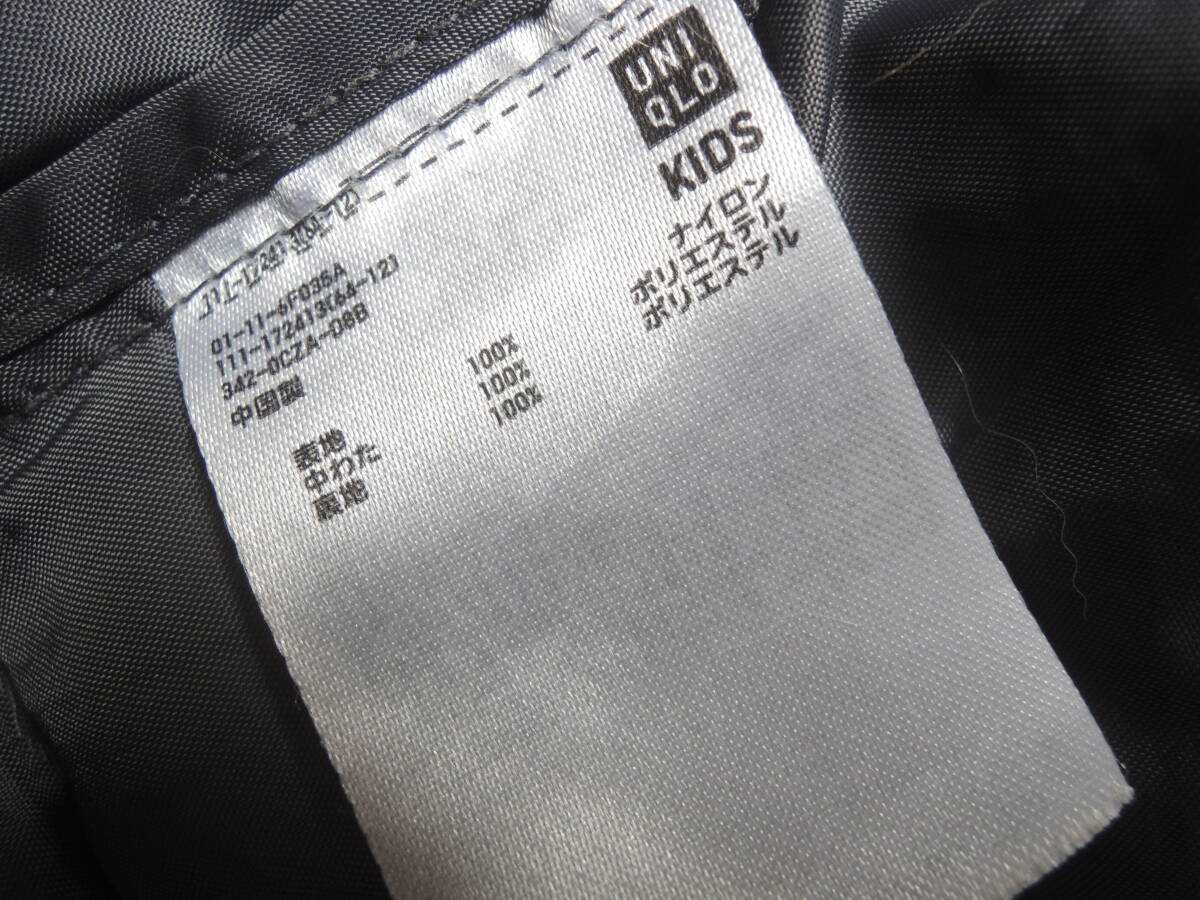 UNI
QLO
KIDS
01-11-6F035A
111-172413(66-12)
342-0CZA-D8B
中国製
表地 100% ナイロン
中わた 100% ポリエステル
裏地 100% ポリエステル